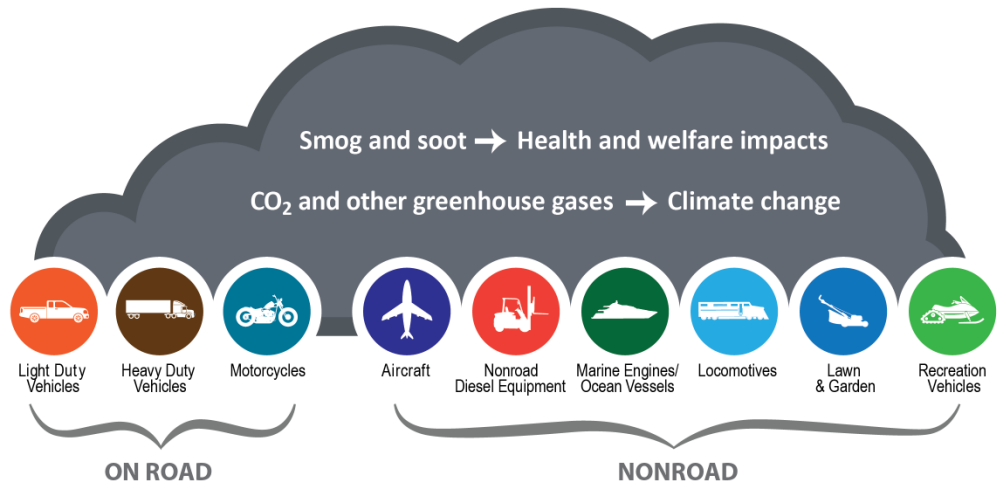 Smog and soot → Health and welfare impacts
CO₂ and other greenhouse gases → Climate change
Light Duty
Vehicles
Heavy Duty
Vehicles
Motorcycles
Aircraft
Nonroad
Diesel Equipment
Marine Engines/
Ocean Vessels
Locomotives
Lawn
& Garden
Recreation
Vehicles
ON ROAD
NONROAD